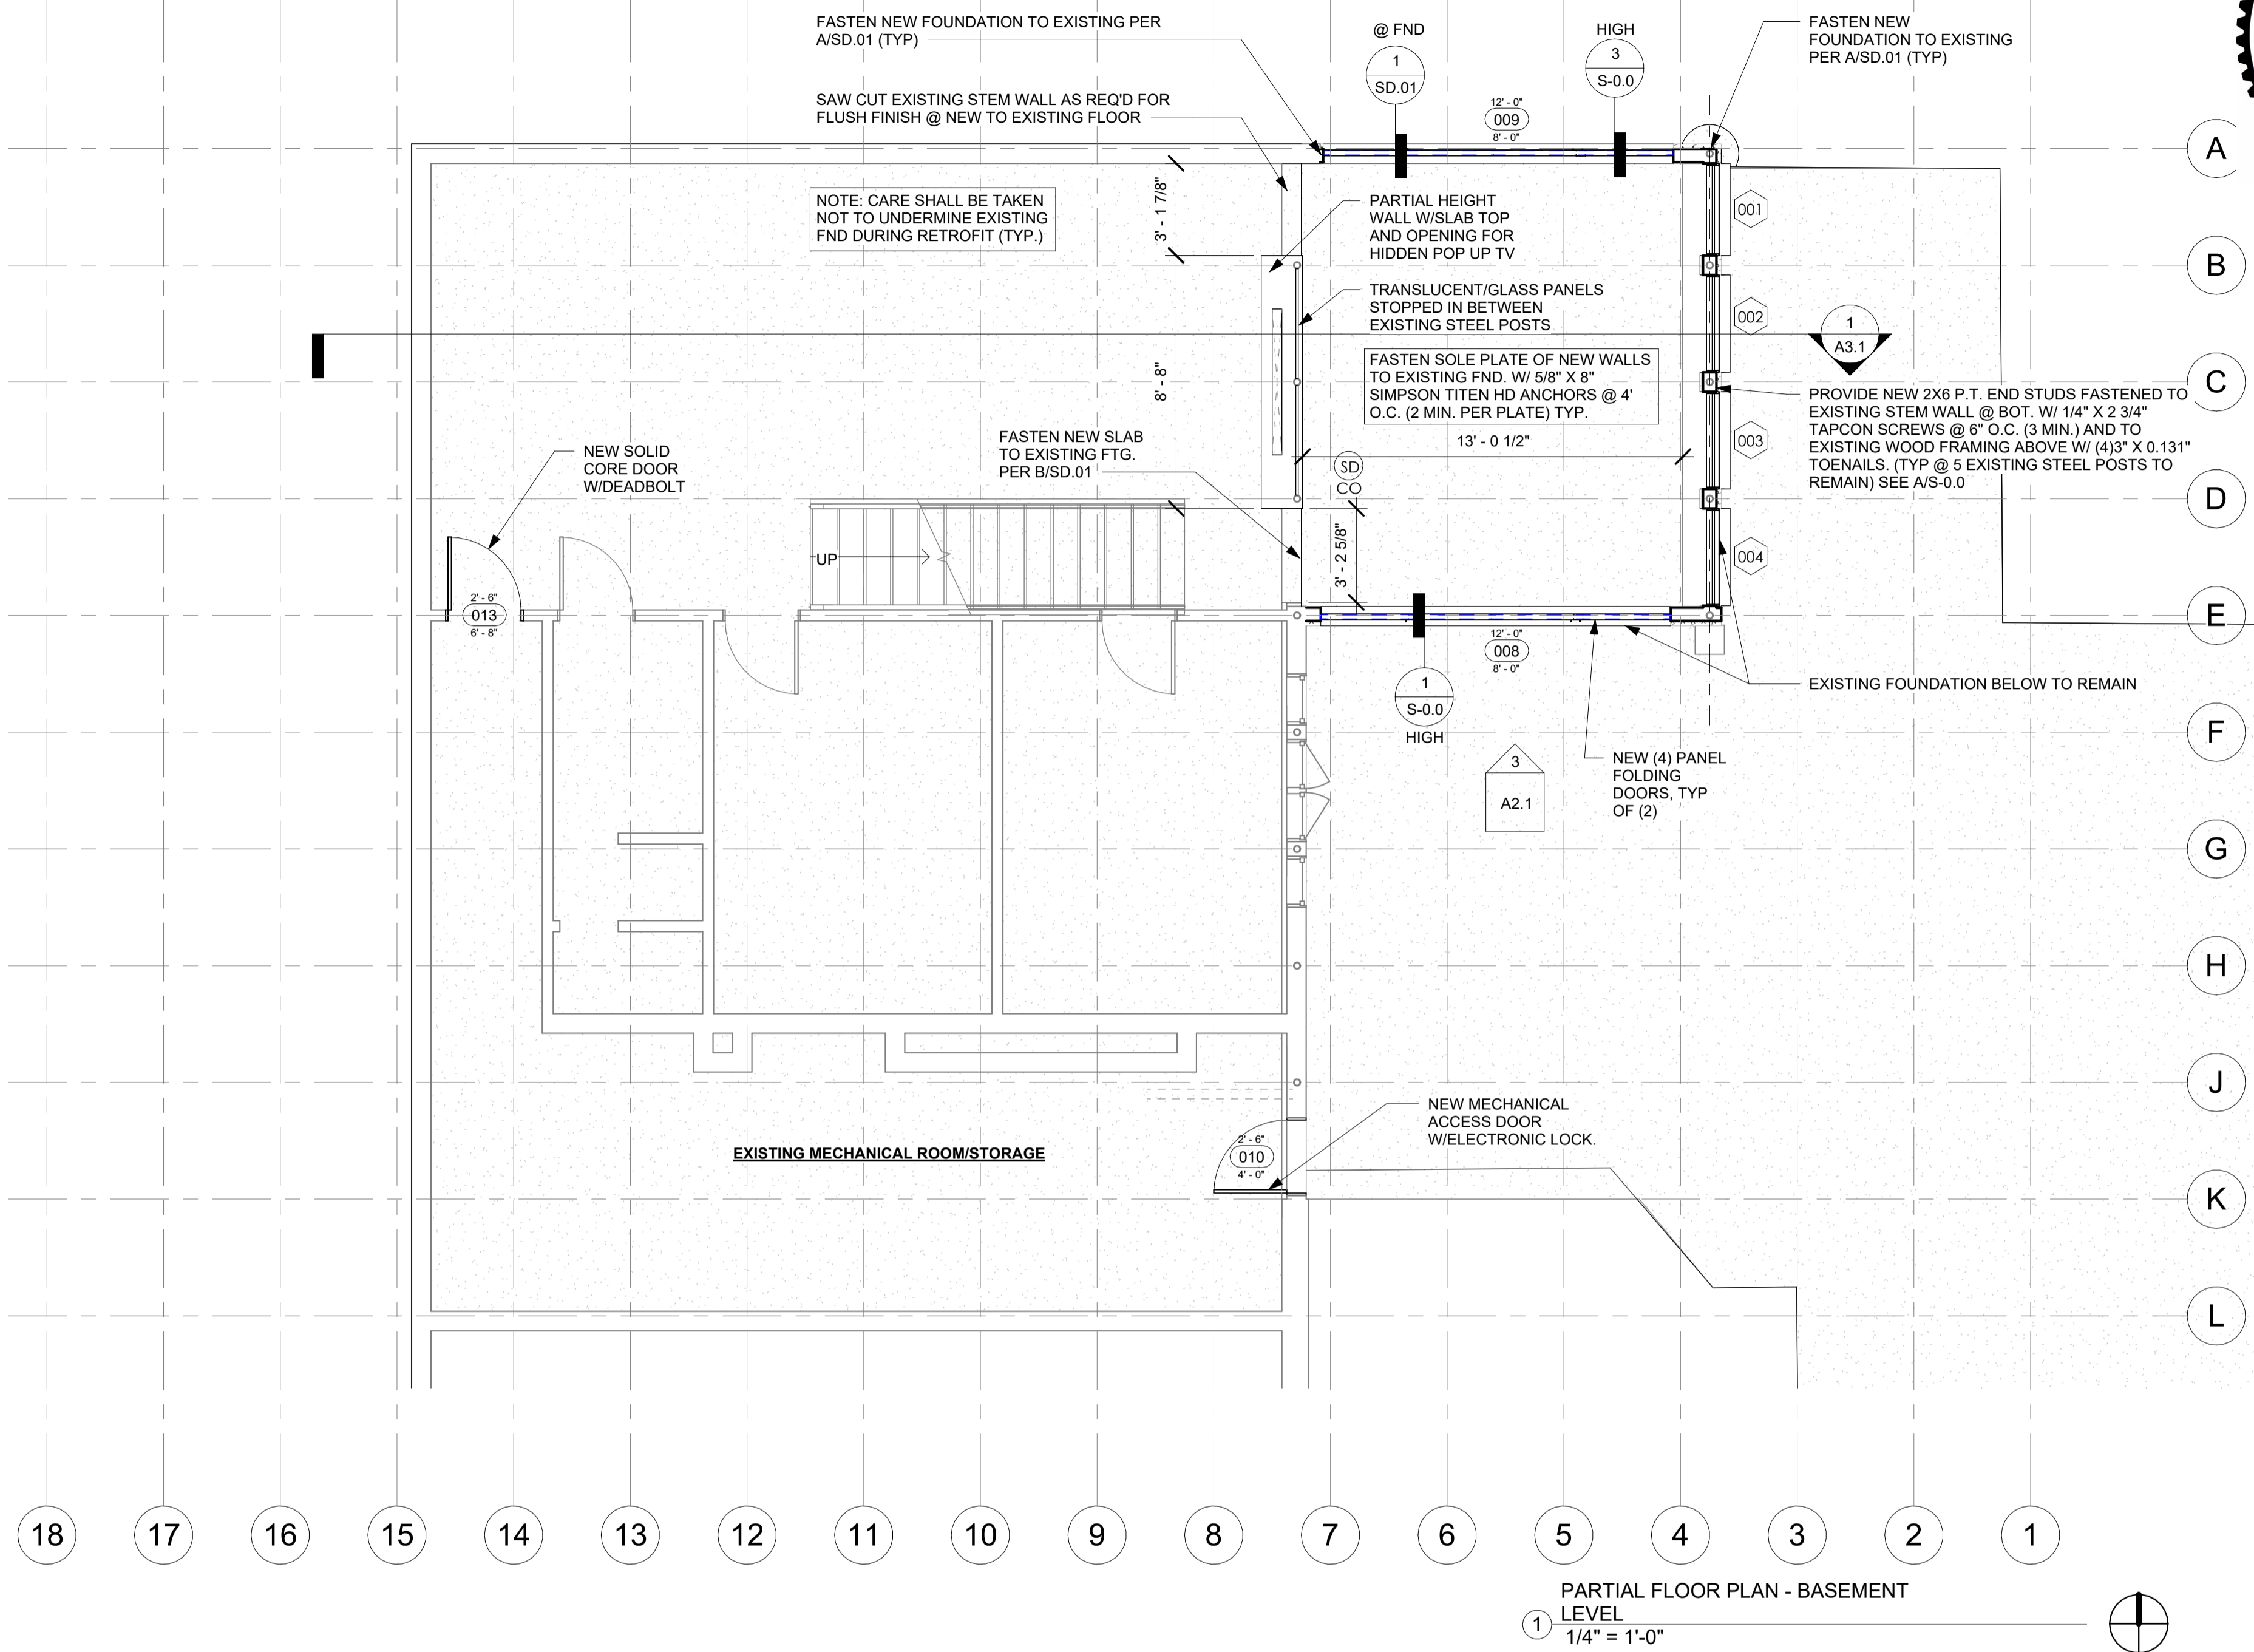 FASTEN NEW FOUNDATION TO EXISTING PER
A/SD.01 (TYP)
@ FND
1
SD.01
HIGH
3
S-0.0
FASTEN NEW
FOUNDATION TO EXISTING
PER A/SD.01 (TYP)
SAW CUT EXISTING STEM WALL AS REQ'D FOR
FLUSH FINISH @ NEW TO EXISTING FLOOR
12' - 0"
009
8' - 0"
A
NOTE: CARE SHALL BE TAKEN
NOT TO UNDERMINE EXISTING
FND DURING RETROFIT (TYP.)
3' - 1 7/8"
PARTIAL HEIGHT
WALL W/SLAB TOP
AND OPENING FOR
HIDDEN POP UP TV
001
B
TRANSLUCENT/GLASS PANELS
STOPPED IN BETWEEN
EXISTING STEEL POSTS
002
1
A3.1
8' - 8"
FASTEN SOLE PLATE OF NEW WALLS
TO EXISTING FND. W/ 5/8" X 8"
SIMPSON TITEN HD ANCHORS @ 4'
O.C. (2 MIN. PER PLATE) TYP.
C
PROVIDE NEW 2X6 P.T. END STUDS FASTENED TO
EXISTING STEM WALL @ BOT. W/ 1/4" X 2 3/4"
TAPCON SCREWS @ 6" O.C. (3 MIN.) AND TO
EXISTING WOOD FRAMING ABOVE W/ (4)3" X 0.131"
TOENAILS. (TYP @ 5 EXISTING STEEL POSTS TO
REMAIN) SEE A/S-0.0
13' - 0 1/2"
003
NEW SOLID
CORE DOOR
W/DEADBOLT
FASTEN NEW SLAB
TO EXISTING FTG.
PER B/SD.01
SD
CO
D
UP
3' - 2 5/8"
004
2' - 6"
013
6' - 8"
E
12' - 0"
008
8' - 0"
1
S-0.0
HIGH
EXISTING FOUNDATION BELOW TO REMAIN
F
3
A2.1
NEW (4) PANEL
FOLDING
DOORS, TYP
OF (2)
G
H
J
NEW MECHANICAL
ACCESS DOOR
W/ELECTRONIC LOCK.
EXISTING MECHANICAL ROOM/STORAGE
2' - 6"
010
4' - 0"
K
L
18 17 16 15 14 13 12 11 10 9 8 7 6 5 4 3 2 1
PARTIAL FLOOR PLAN - BASEMENT
LEVEL
1
1/4" = 1'-0"